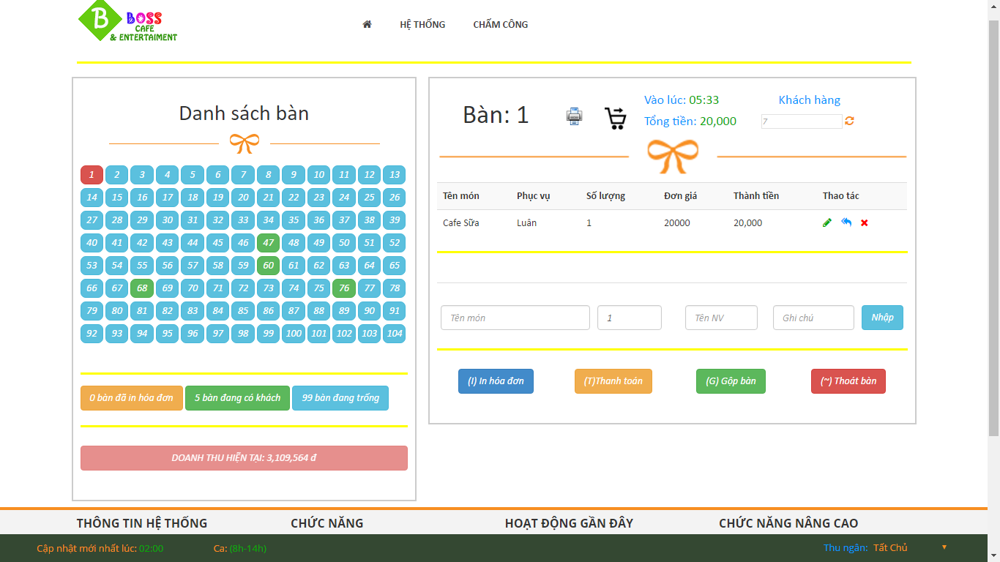 B BOSS
CAFE
& ENTERTAIMENT
HỆ THỐNG CHẤM CÔNG
Danh sách bàn
1 2 3 4 5 6 7 8 9 10 11 12 13
14 15 16 17 18 19 20 21 22 23 24 25 26
27 28 29 30 31 32 33 34 35 36 37 38 39
40 41 42 43 44 45 46 47 48 49 50 51 52
53 54 55 56 57 58 59 60 61 62 63 64 65
66 67 68 69 70 71 72 73 74 75 76 77 78
79 80 81 82 83 84 85 86 87 88 89 90 91
92 93 94 95 96 97 98 99 100 101 102 103 104
0 bàn đã in hóa đơn 5 bàn đang có khách 99 bàn đang trống
DOANH THU HIỆN TẠI: 3,109,564 đ
Bàn: 1
Vào lúc: 05:33 Khách hàng
Tổng tiền: 20,000 7
Tên món Phục vụ Số lượng Đơn giá Thành tiền Thao tác
Cafe Sữa Luân 1 20000 20,000
Tên món 1 Tên NV Ghi chú Nhập
(I) In hóa đơn (T)Thanh toán (G) Gộp bàn (~) Thoát bàn
THÔNG TIN HỆ THỐNG CHỨC NĂNG HOẠT ĐỘNG GẦN ĐÂY CHỨC NĂNG NÂNG CAO
Cập nhật mới nhất lúc: 02:00 Ca: (8h-14h) Thu ngân: Tất Chủ